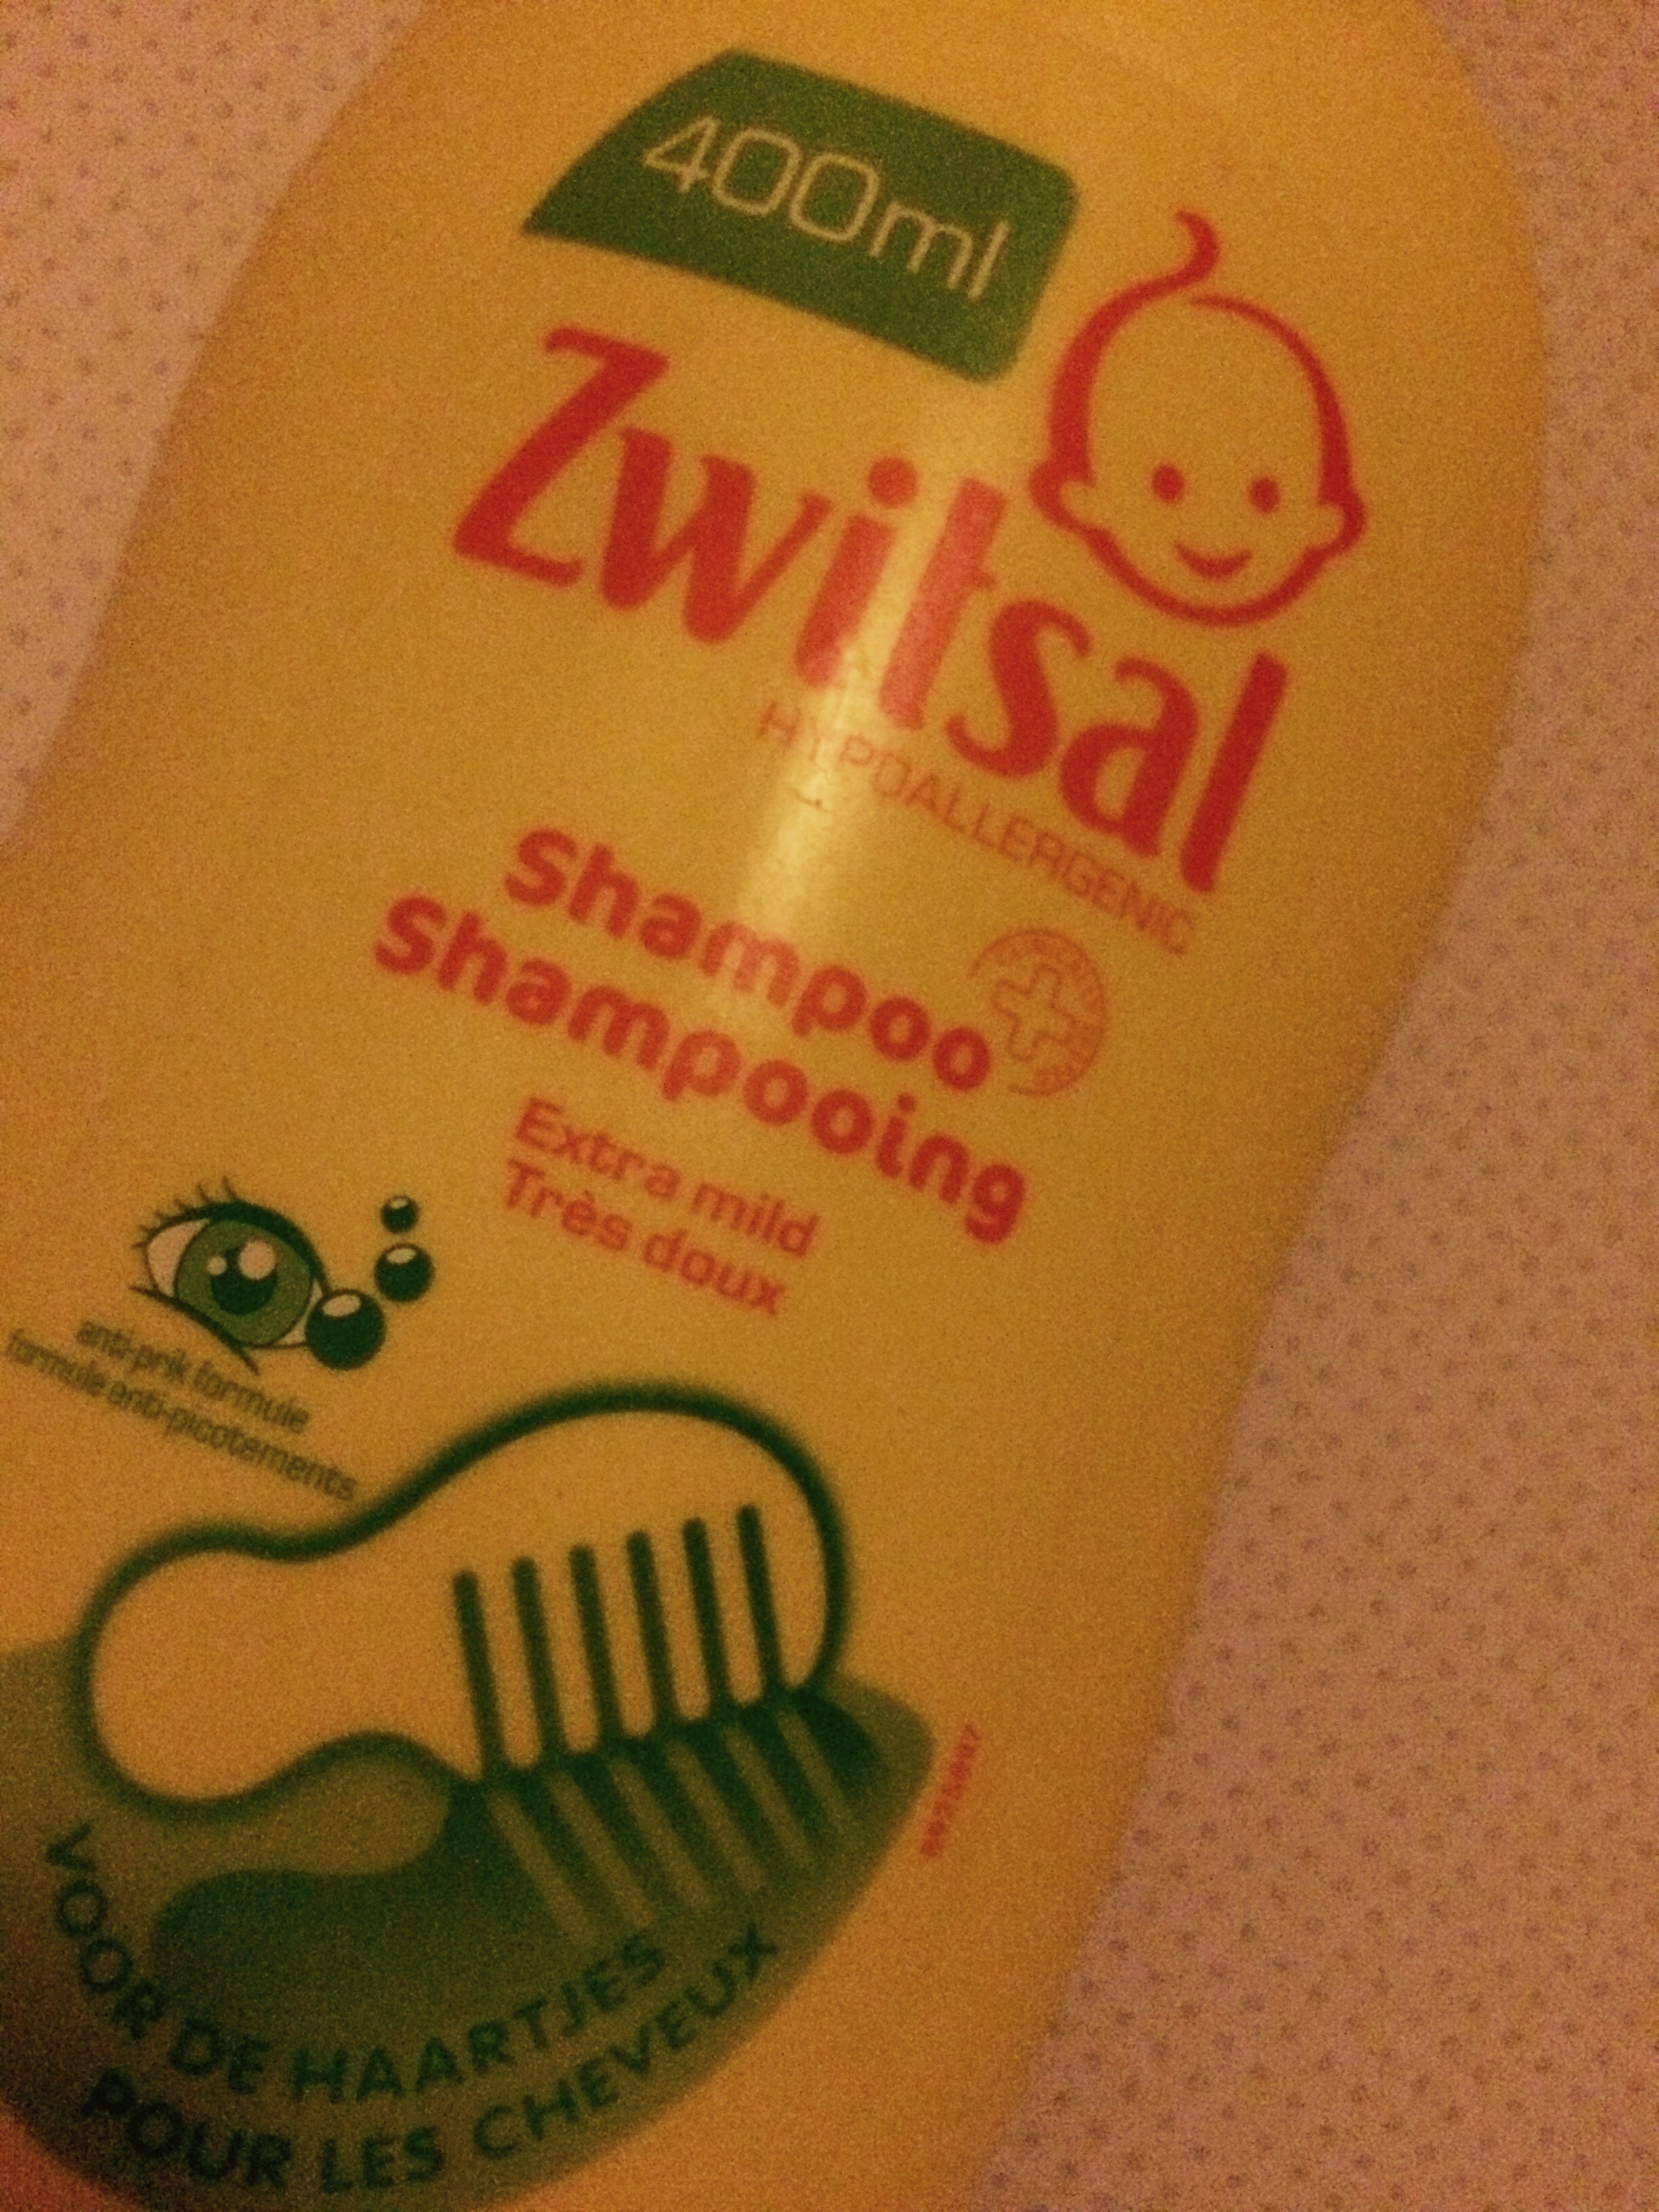 400ml
Zwitsal
HYPOALLERGENIC
shampoo
shampooing
Extra mild
Très doux
anti-prik formule
formule anti-picotements
VOOR DE HAARTJES
POUR LES CHEVEUX